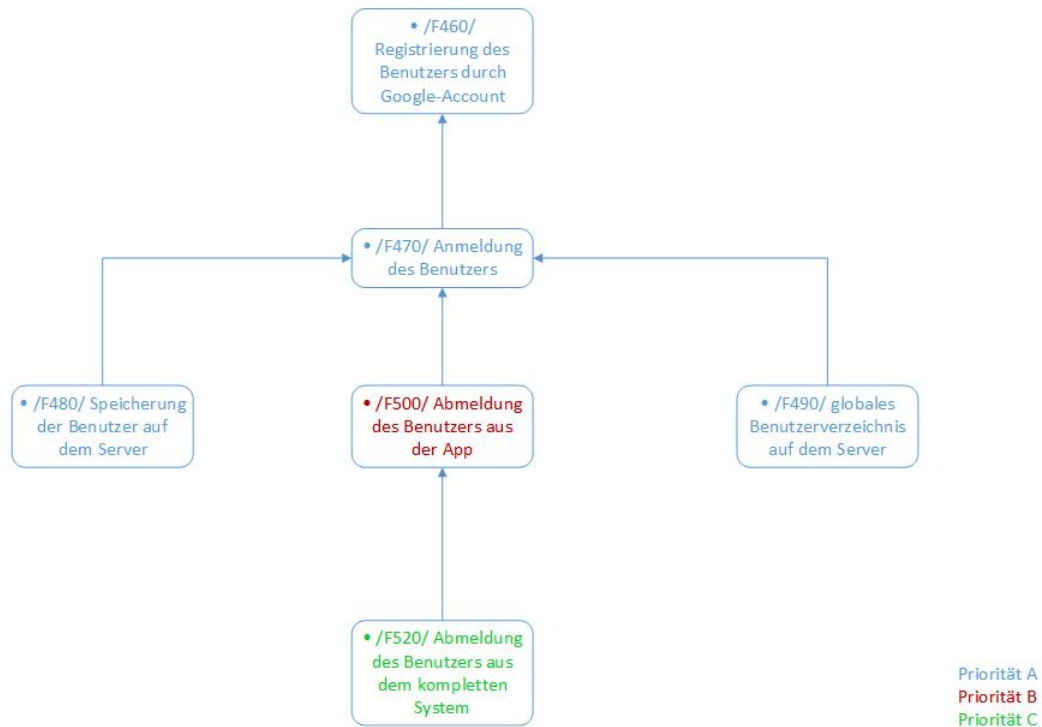 • /F460/
Registrierung des
Benutzers durch
Google-Account
• /F470/ Anmeldung
des Benutzers
• /F480/ Speicherung
der Benutzer auf
dem Server
• /F500/ Abmeldung
des Benutzers aus
der App
• /F490/ globales
Benutzerverzeichnis
auf dem Server
• /F520/ Abmeldung
des Benutzers aus
dem kompletten
System
Priorität A
Priorität B
Priorität C